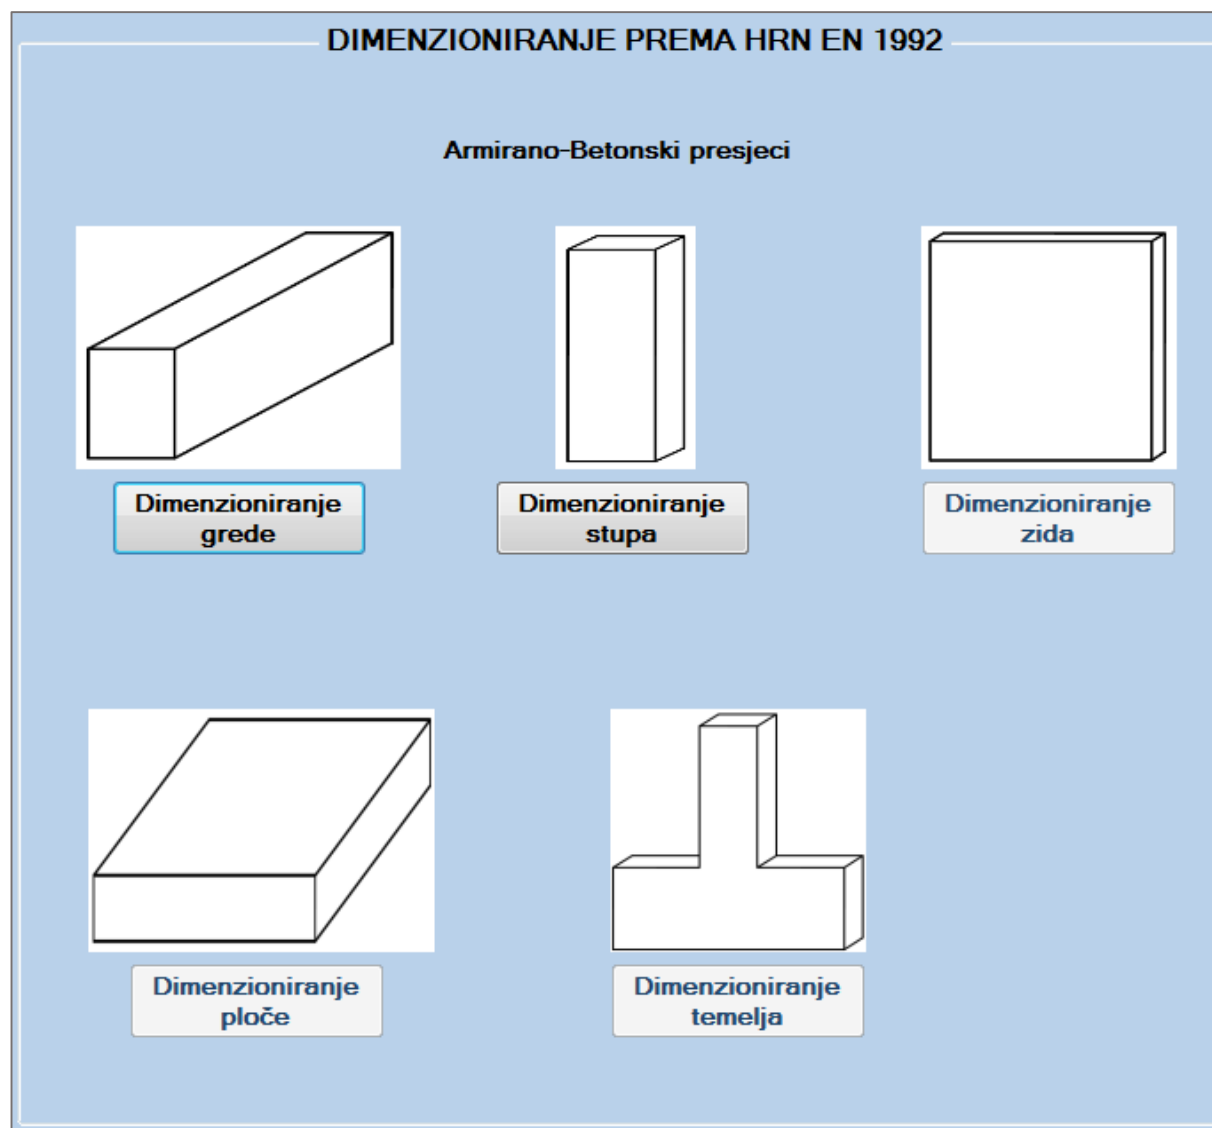 DIMENZIONIRANJE PREMA HRN EN 1992
Armirano-Betonski presjeci
Dimenzioniranje
grede
Dimenzioniranje
stupa
Dimenzioniranje
zida
Dimenzioniranje
ploče
Dimenzioniranje
temelja